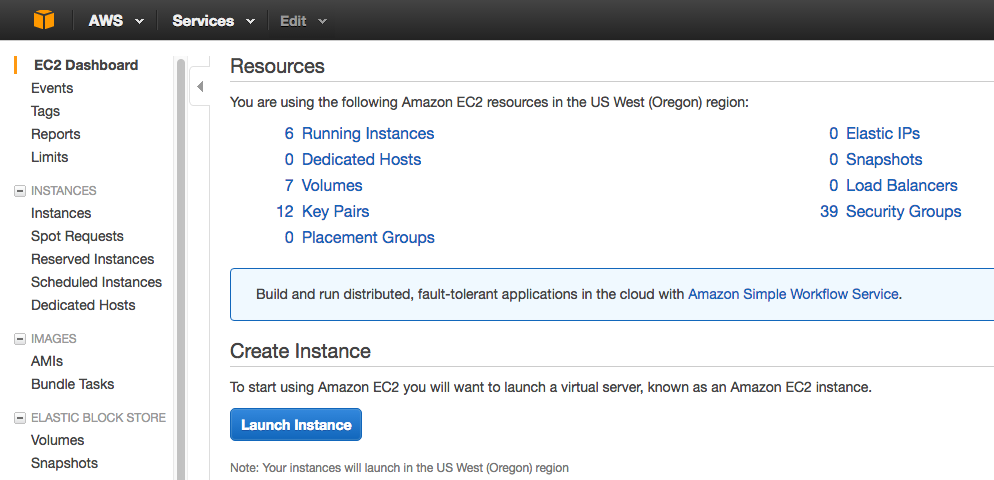 AWS Services Edit
EC2 Dashboard
Events
Tags
Reports
Limits
INSTANCES
Instances
Spot Requests
Reserved Instances
Scheduled Instances
Dedicated Hosts
IMAGES
AMIs
Bundle Tasks
ELASTIC BLOCK STORE
Volumes
Snapshots
Resources
You are using the following Amazon EC2 resources in the US West (Oregon) region:
6 Running Instances
0 Dedicated Hosts
7 Volumes
12 Key Pairs
0 Placement Groups
0 Elastic IPs
0 Snapshots
0 Load Balancers
39 Security Groups
Build and run distributed, fault-tolerant applications in the cloud with Amazon Simple Workflow Service.
Create Instance
To start using Amazon EC2 you will want to launch a virtual server, known as an Amazon EC2 instance.
Launch Instance
Note: Your instances will launch in the US West (Oregon) region